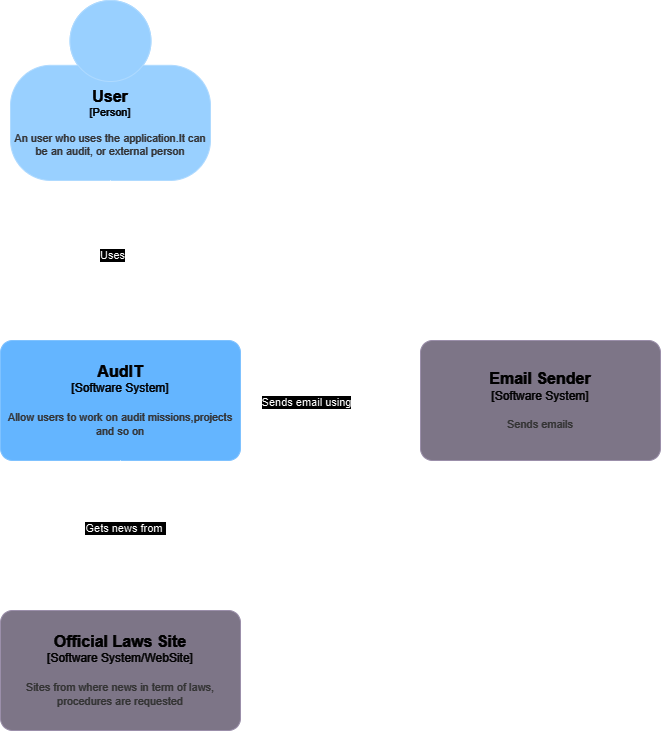 User
[Person]
An user who uses the application.It can
be an audit, or external person
Uses
AudIT
[Software System]
Allow users to work on audit missions,projects
and so on
Sends email using
Email Sender
[Software System]
Sends emails
Gets news from
Official Laws Site
[Software System/WebSite]
Sites from where news in term of laws,
procedures are requested